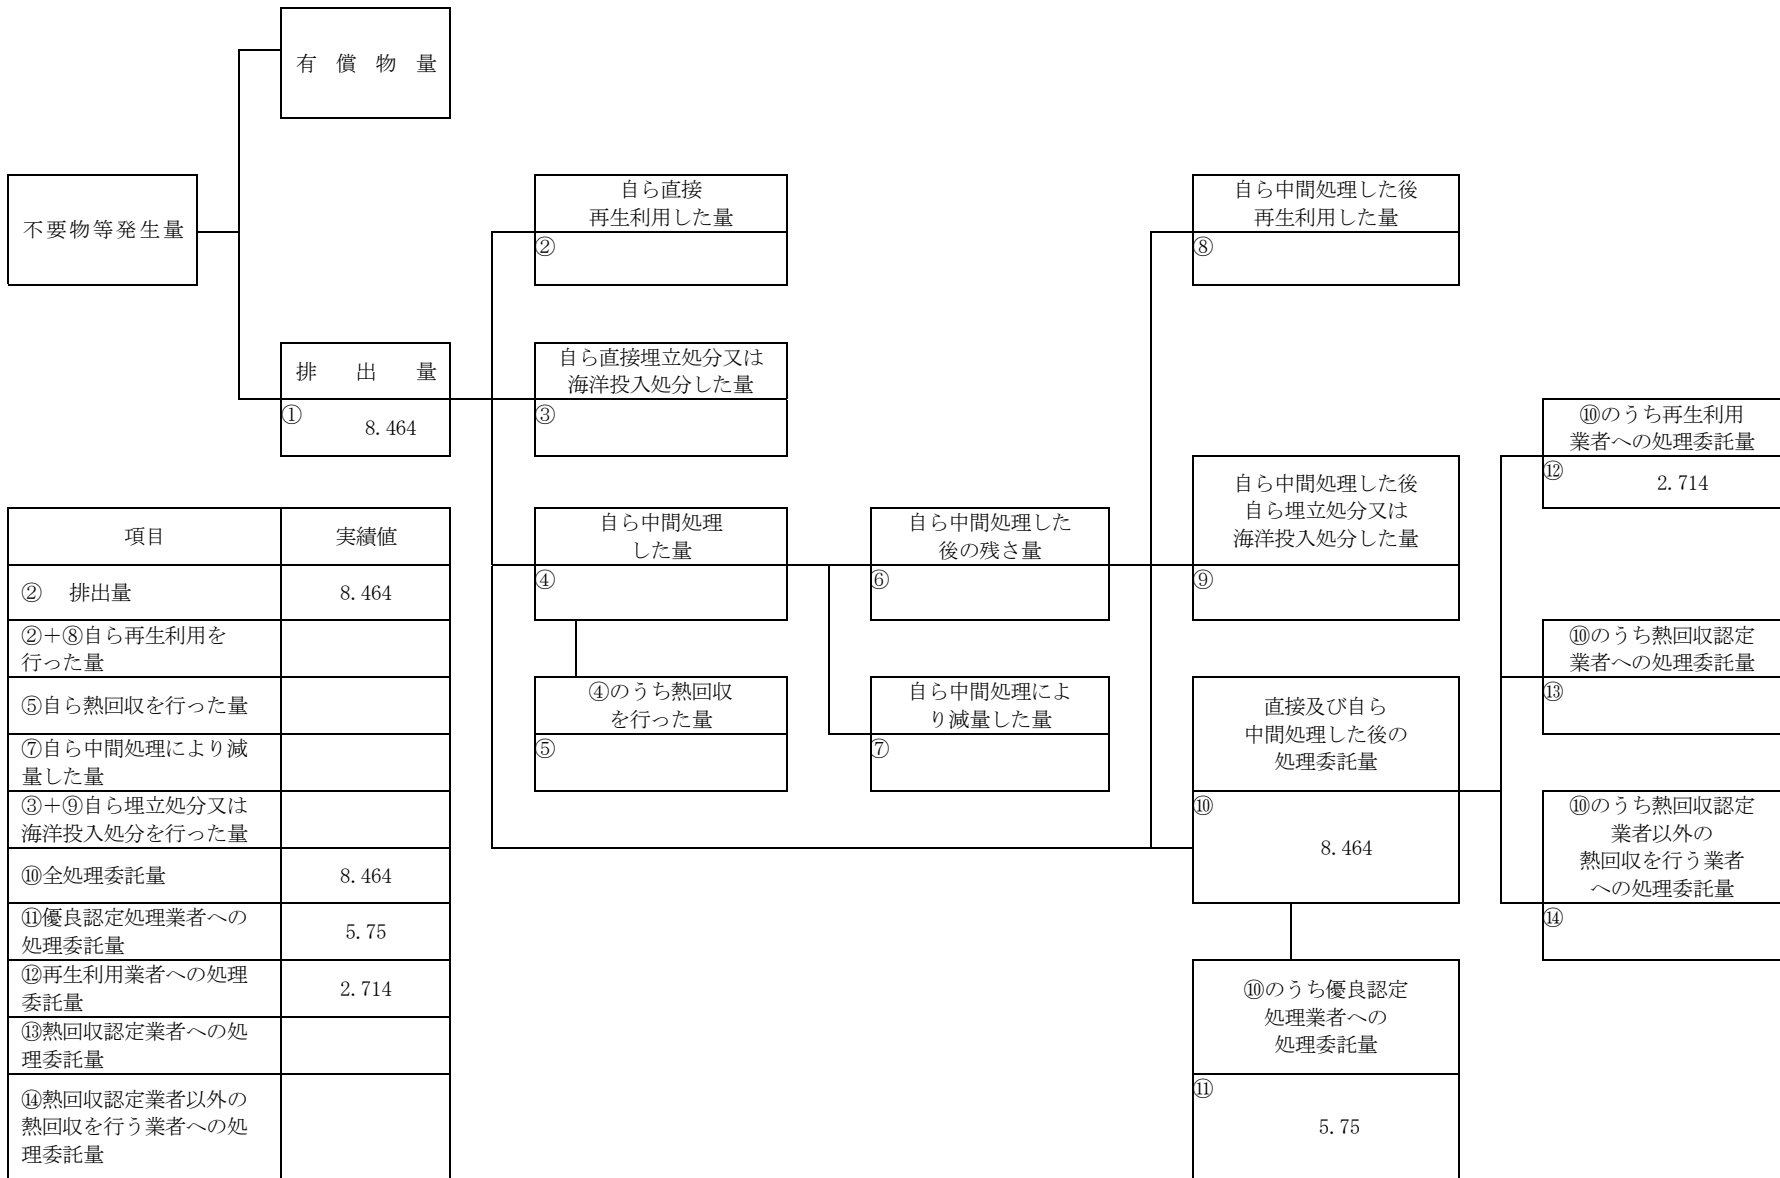 有償物量
不要物等発生量
自ら直接
再生利用した量
②
自ら中間処理した後
再生利用した量
⑧
排出量
①
8.464
自ら直接埋立処分又は
海洋投入処分した量
③
⑩のうち再生利用
業者への処理委託量
⑫
2.714
自ら中間処理
した量
④
自ら中間処理した
後の残さ量
⑥
自ら中間処理した後
自ら埋立処分又は
海洋投入処分した量
⑨
⑩のうち熱回収認定
業者への処理委託量
⑬
④のうち熱回収
を行った量
⑤
自ら中間処理によ
り減量した量
⑦
直接及び自ら
中間処理した後の
処理委託量
⑩
8.464
⑩のうち熱回収認定
業者以外の
熱回収を行う業者
への処理委託量
⑭
⑩のうち優良認定
処理業者への
処理委託量
⑪
5.75
項目 実績値
② 排出量 8.464
②＋⑧自ら再生利用を
行った量
⑤自ら熱回収を行った量
⑦自ら中間処理により減
量した量
③＋⑨自ら埋立処分又は
海洋投入処分を行った量
⑩全処理委託量 8.464
⑪優良認定処理業者への
処理委託量 5.75
⑫再生利用業者への処理
委託量 2.714
⑬熱回収認定業者への処
理委託量
⑭熱回収認定業者以外の
熱回収を行う業者への処
理委託量